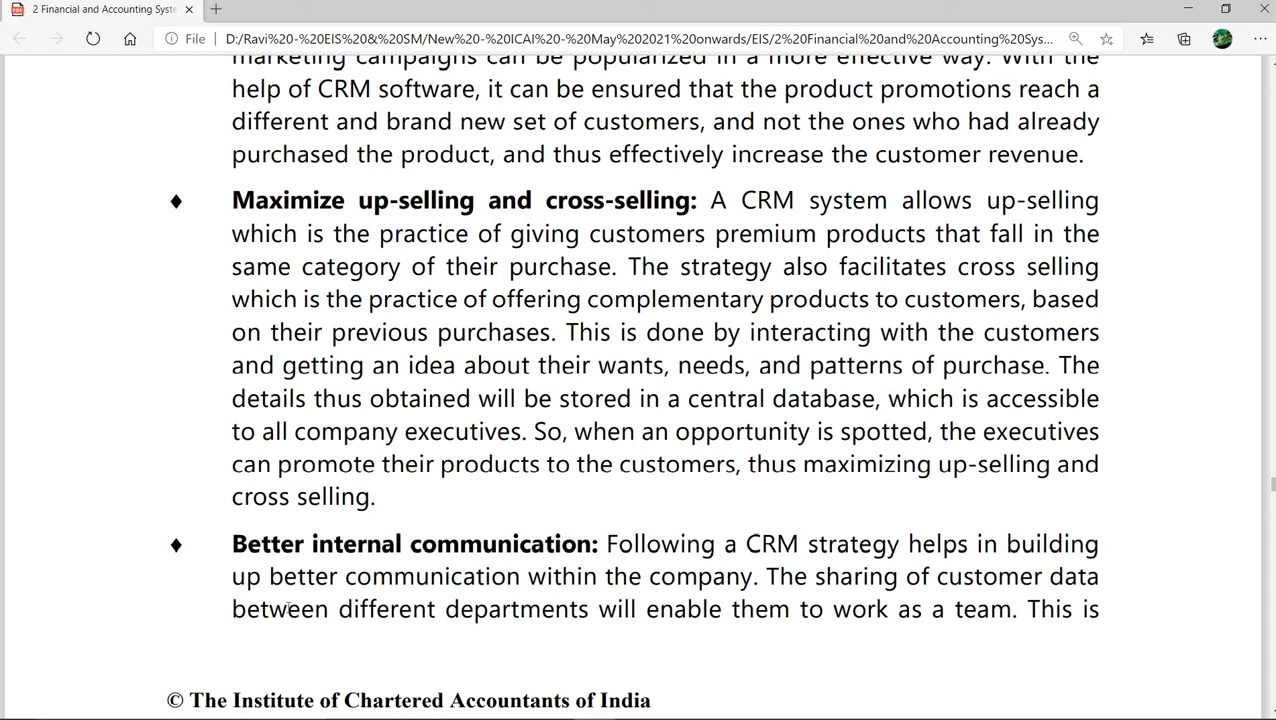 2 Financial and Accounting Syste
File
D:/Ravi%20-%20EIS%20&%20SM/New%20-%20ICAI%20-%20May%202021%20onwards/EIS/2%20Financial%20and%20Accounting%20Sys...
marketing campaigns can be popularized in a more effective way. With the
help of CRM software, it can be ensured that the product promotions reach a
different and brand new set of customers, and not the ones who had already
purchased the product, and thus effectively increase the customer revenue.
♦ Maximize up-selling and cross-selling: A CRM system allows up-selling
which is the practice of giving customers premium products that fall in the
same category of their purchase. The strategy also facilitates cross selling
which is the practice of offering complementary products to customers, based
on their previous purchases. This is done by interacting with the customers
and getting an idea about their wants, needs, and patterns of purchase. The
details thus obtained will be stored in a central database, which is accessible
to all company executives. So, when an opportunity is spotted, the executives
can promote their products to the customers, thus maximizing up-selling and
cross selling.
♦ Better internal communication: Following a CRM strategy helps in building
up better communication within the company. The sharing of customer data
between different departments will enable them to work as a team. This is
© The Institute of Chartered Accountants of India